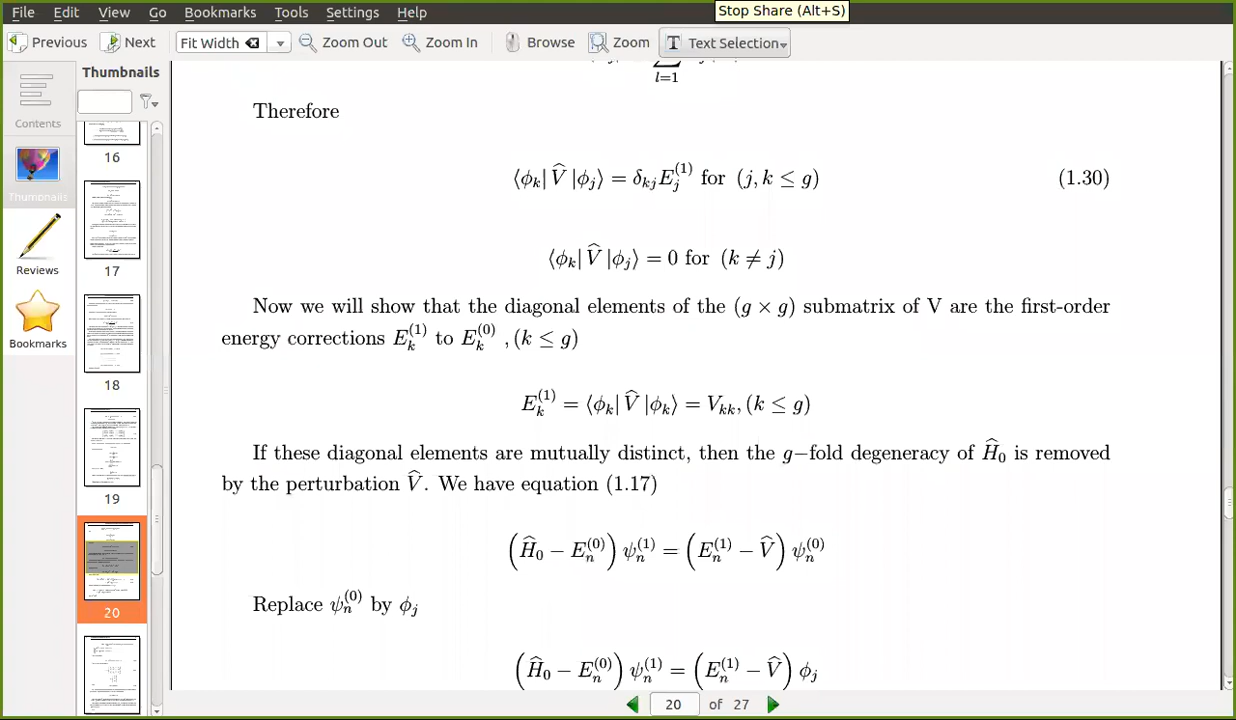 File Edit View Go Bookmarks Tools Settings Help
Stop Share (Alt+S)
Previous Next Fit Width Zoom Out Zoom In Browse Zoom Text Selection
Thumbnails
Contents
Thumbnails
Reviews
Bookmarks
16
17
18
19
20
l=1
Therefore
⟨ϕ_k| V̂ |ϕ_j⟩ = δ_{kj}E_j^{(1)} for (j, k ≤ g) (1.30)
⟨ϕ_k| V̂ |ϕ_j⟩ = 0 for (k ≠ j)
Now we will show that the diagonal elements of the (g × g) submatrix of V are the first-order
energy corrections E_k^{(1)} to E_k^{(0)} , (k ≤ g)
E_k^{(1)} = ⟨ϕ_k| V̂ |ϕ_k⟩ = V_{kk}, (k ≤ g)
If these diagonal elements are mutually distinct, then the g−fold degeneracy of Ĥ_0 is removed
by the perturbation V̂. We have equation (1.17)
(Ĥ_0 − E_n^{(0)}) ψ_n^{(1)} = (E_n^{(1)} − V̂) ψ_n^{(0)}
Replace ψ_n^{(0)} by ϕ_j
(Ĥ_0 − E_n^{(0)}) ψ_n^{(1)} = (E_n^{(1)} − V̂) ϕ_j
20 of 27